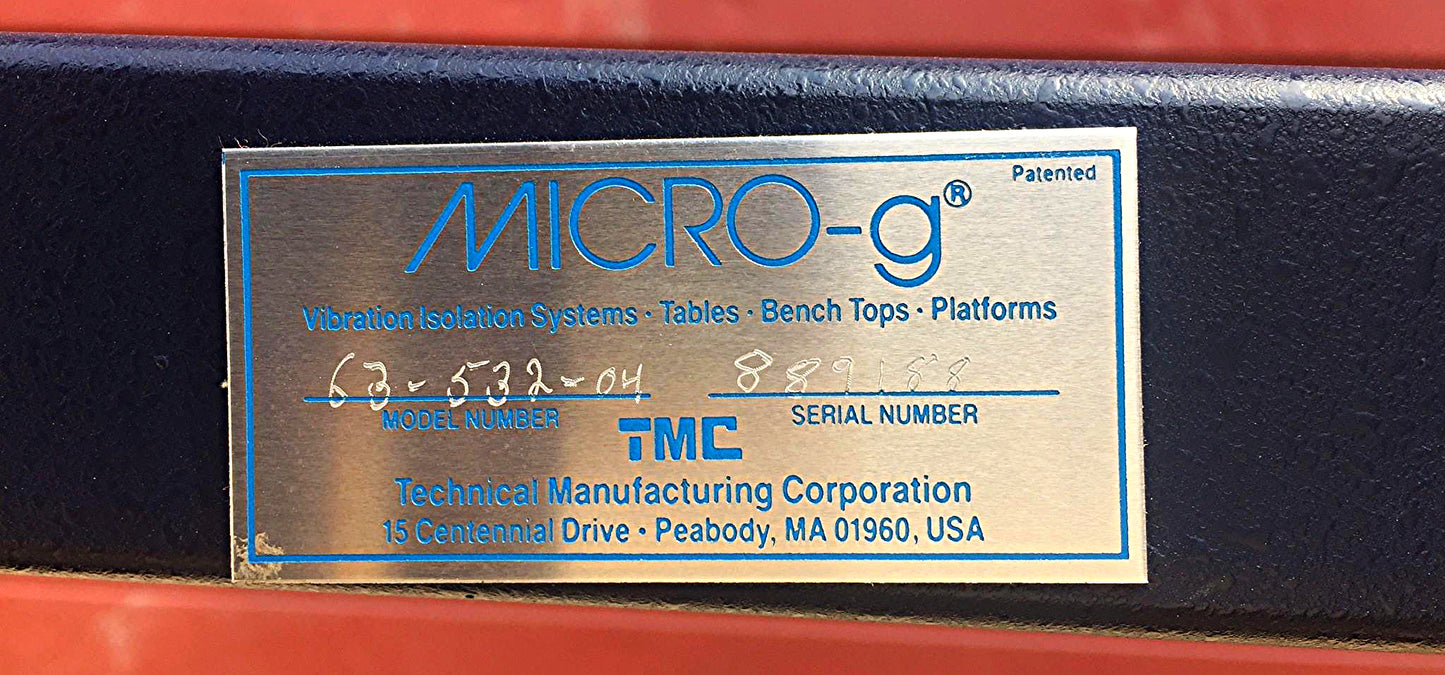 Patented
MICRO-g®
Vibration Isolation Systems · Tables · Bench Tops · Platforms
63-532-04 889188
MODEL NUMBER SERIAL NUMBER
TMC
Technical Manufacturing Corporation
15 Centennial Drive · Peabody, MA 01960, USA